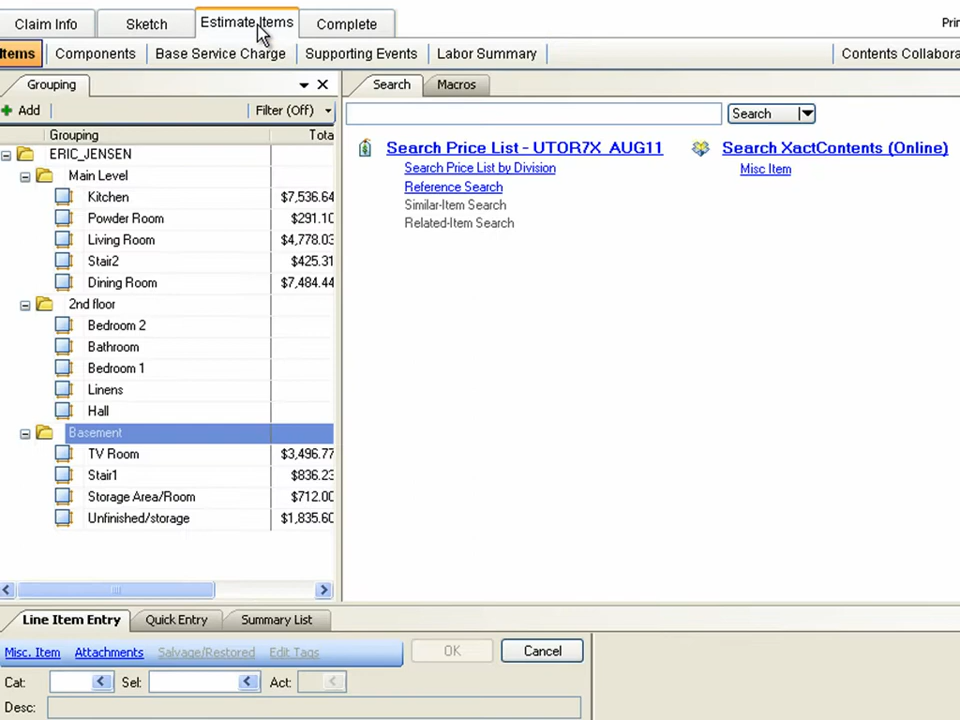 Claim Info Sketch Estimate Items Complete
Items Components Base Service Charge Supporting Events Labor Summary
Grouping Search Macros
Add Filter (Off) Search
Grouping
ERIC_JENSEN
Main Level
Kitchen $7,536.64
Powder Room $291.10
Living Room $4,778.03
Stair2 $425.31
Dining Room $7,484.44
2nd floor
Bedroom 2
Bathroom
Bedroom 1
Linens
Hall
Basement
TV Room $3,496.77
Stair1 $836.23
Storage Area/Room $712.00
Unfinished/storage $1,835.60
Search Price List - UTOR7X_AUG11 Search XactContents (Online)
Search Price List by Division Misc Item
Reference Search
Similar-Item Search
Related-Item Search
Line Item Entry Quick Entry Summary List
Misc. Item Attachments Salvage/Restored Edit Tags OK Cancel
Cat: Sel: Act:
Desc: